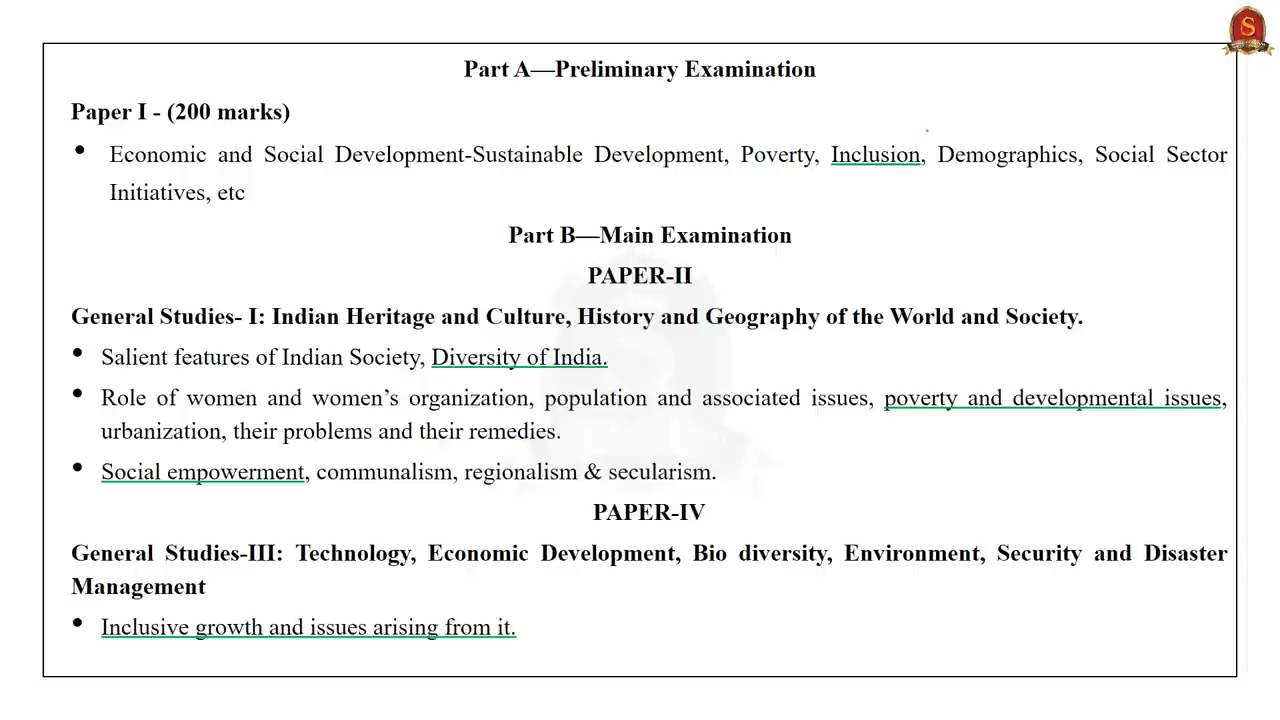 S
Part A—Preliminary Examination
Paper I - (200 marks)
• Economic and Social Development-Sustainable Development, Poverty, Inclusion, Demographics, Social Sector
Initiatives, etc
Part B—Main Examination
PAPER-II
General Studies- I: Indian Heritage and Culture, History and Geography of the World and Society.
• Salient features of Indian Society, Diversity of India.
• Role of women and women’s organization, population and associated issues, poverty and developmental issues,
urbanization, their problems and their remedies.
• Social empowerment, communalism, regionalism & secularism.
PAPER-IV
General Studies-III: Technology, Economic Development, Bio diversity, Environment, Security and Disaster
Management
• Inclusive growth and issues arising from it.